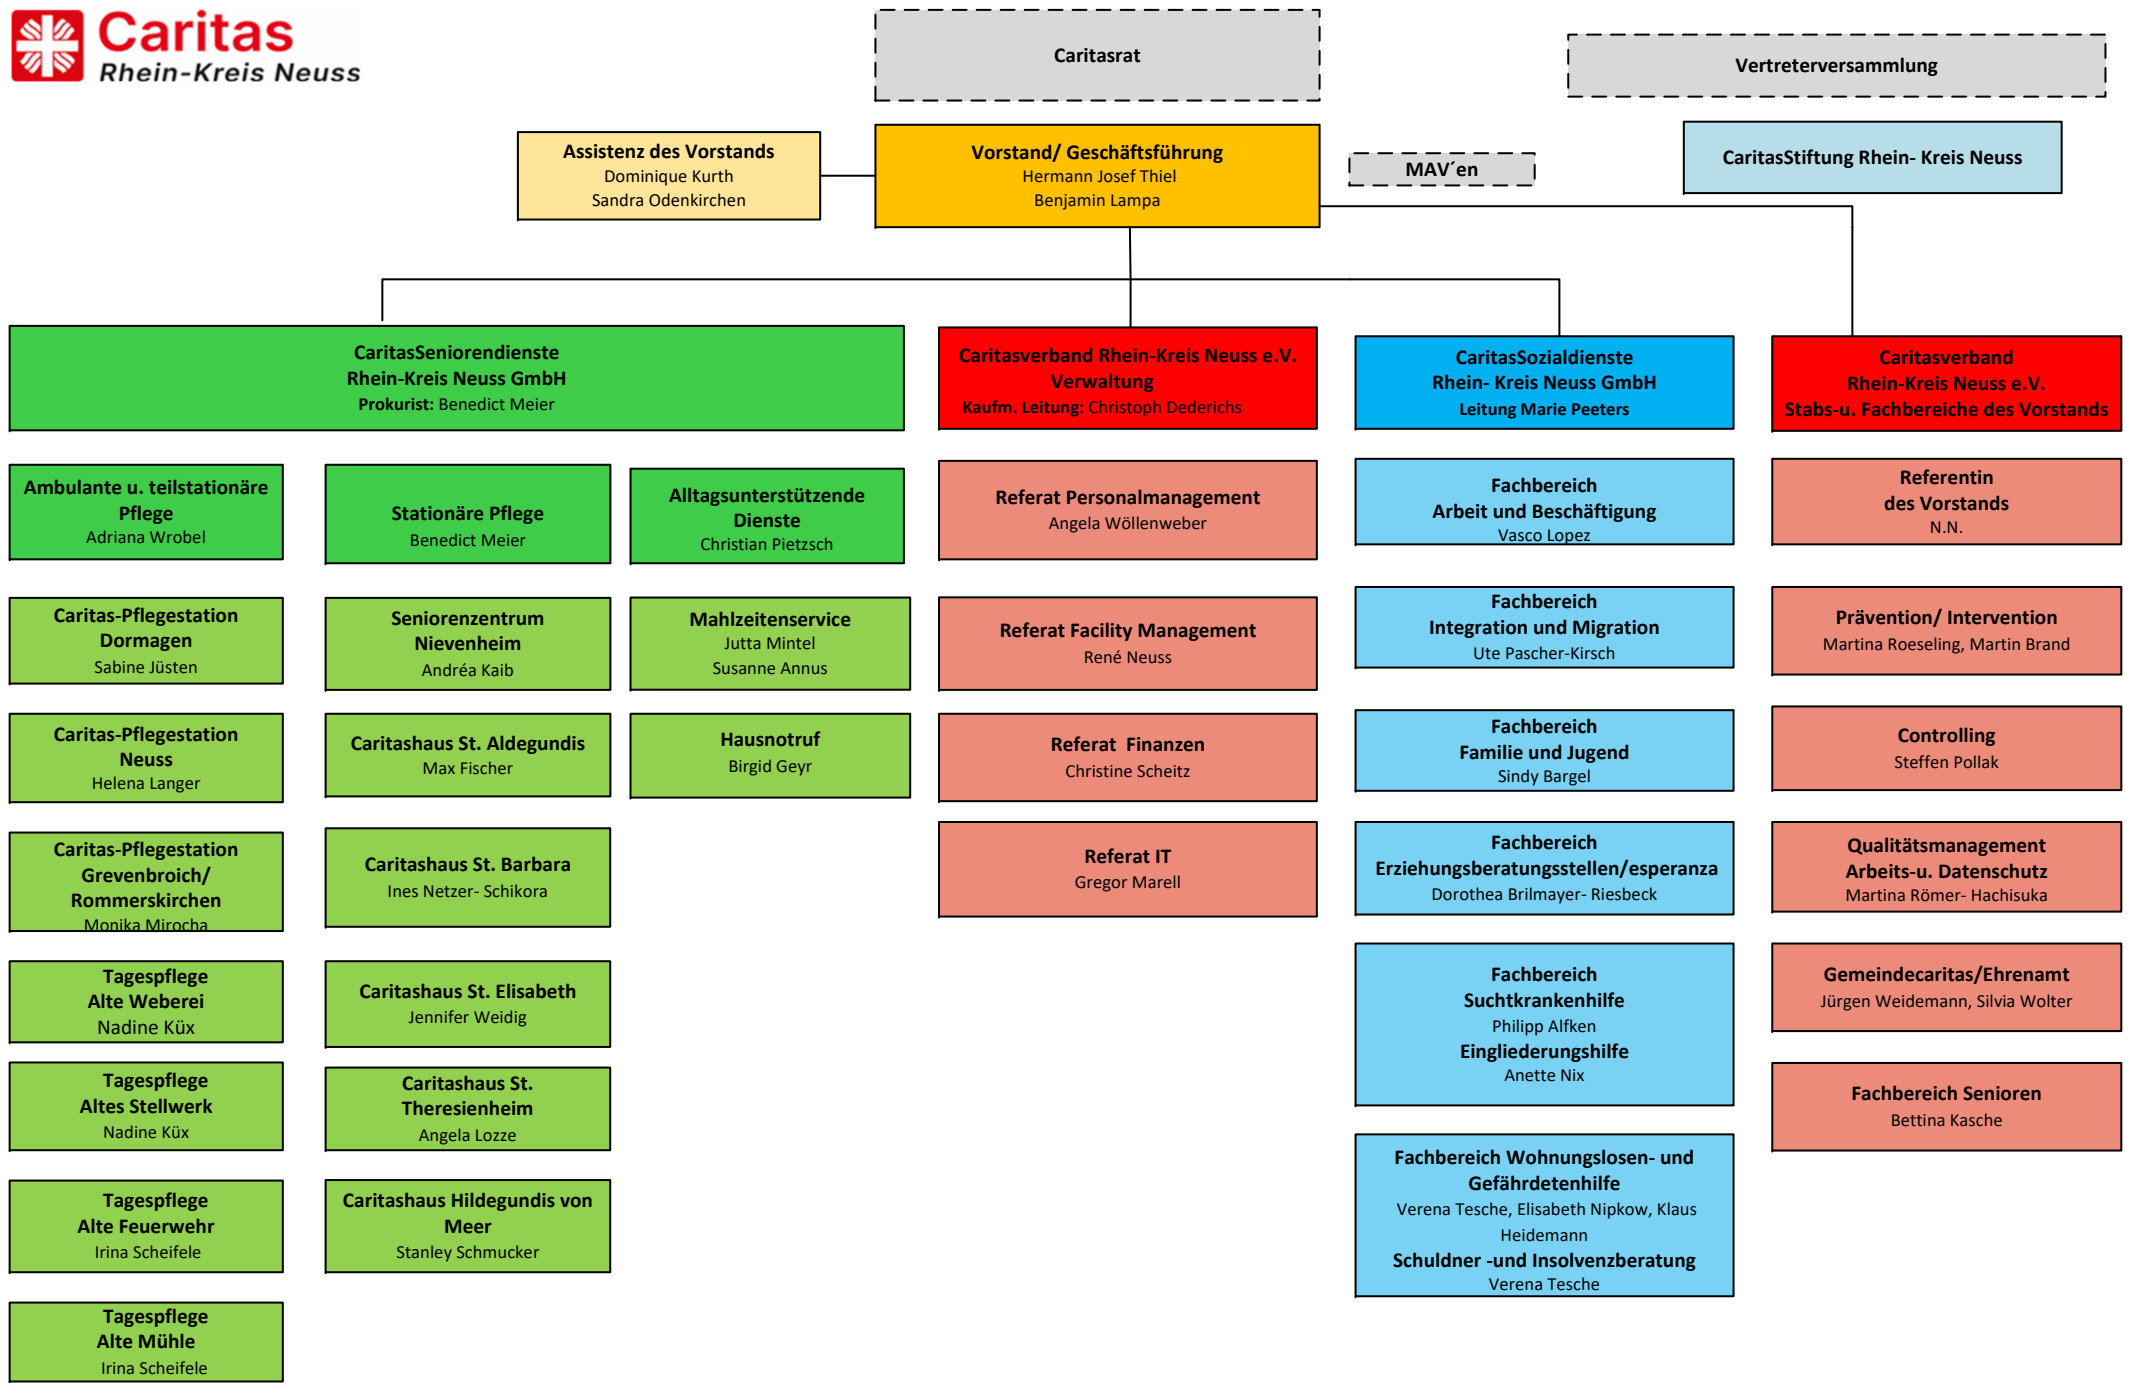 Caritas
Rhein-Kreis Neuss
Caritasrat
Vertreterversammlung
Assistenz des Vorstands
Dominique Kurth
Sandra Odenkirchen
Vorstand/ Geschäftsführung
Hermann Josef Thiel
Benjamin Lampa
MAV´en
CaritasStiftung Rhein- Kreis Neuss
CaritasSeniorendienste
Rhein-Kreis Neuss GmbH
Prokurist: Benedict Meier
Caritasverband Rhein-Kreis Neuss e.V.
Verwaltung
Kaufm. Leitung: Christoph Dederichs
CaritasSozialdienste
Rhein- Kreis Neuss GmbH
Leitung Marie Peeters
Caritasverband
Rhein-Kreis Neuss e.V.
Stabs-u. Fachbereiche des Vorstands
Ambulante u. teilstationäre
Pflege
Adriana Wrobel
Caritas-Pflegestation
Dormagen
Sabine Jüsten
Caritas-Pflegestation
Neuss
Helena Langer
Caritas-Pflegestation
Grevenbroich/
Rommerskirchen
Monika Mirocha
Tagespflege
Alte Weberei
Nadine Küx
Tagespflege
Altes Stellwerk
Nadine Küx
Tagespflege
Alte Feuerwehr
Irina Scheifele
Tagespflege
Alte Mühle
Irina Scheifele
Stationäre Pflege
Benedict Meier
Seniorenzentrum
Nievenheim
Andréa Kaib
Caritashaus St. Aldegundis
Max Fischer
Caritashaus St. Barbara
Ines Netzer- Schikora
Caritashaus St. Elisabeth
Jennifer Weidig
Caritashaus St.
Theresienheim
Angela Lozze
Caritashaus Hildegundis von
Meer
Stanley Schmucker
Alltagsunterstützende
Dienste
Christian Pietzsch
Mahlzeitenservice
Jutta Mintel
Susanne Annus
Hausnotruf
Birgid Geyr
Referat Personalmanagement
Angela Wöllenweber
Referat Facility Management
René Neuss
Referat  Finanzen
Christine Scheitz
Referat IT
Gregor Marell
Fachbereich
Arbeit und Beschäftigung
Vasco Lopez
Fachbereich
Integration und Migration
Ute Pascher-Kirsch
Fachbereich
Familie und Jugend
Sindy Bargel
Fachbereich
Erziehungsberatungsstellen/esperanza
Dorothea Brilmayer- Riesbeck
Fachbereich
Suchtkrankenhilfe
Philipp Alfken
Eingliederungshilfe
Anette Nix
Fachbereich Wohnungslosen- und
Gefährdetenhilfe
Verena Tesche, Elisabeth Nipkow, Klaus
Heidemann
Schuldner -und Insolvenzberatung
Verena Tesche
Referentin
des Vorstands
N.N.
Prävention/ Intervention
Martina Roeseling, Martin Brand
Controlling
Steffen Pollak
Qualitätsmanagement
Arbeits-u. Datenschutz
Martina Römer- Hachisuka
Gemeindecaritas/Ehrenamt
Jürgen Weidemann, Silvia Wolter
Fachbereich Senioren
Bettina Kasche